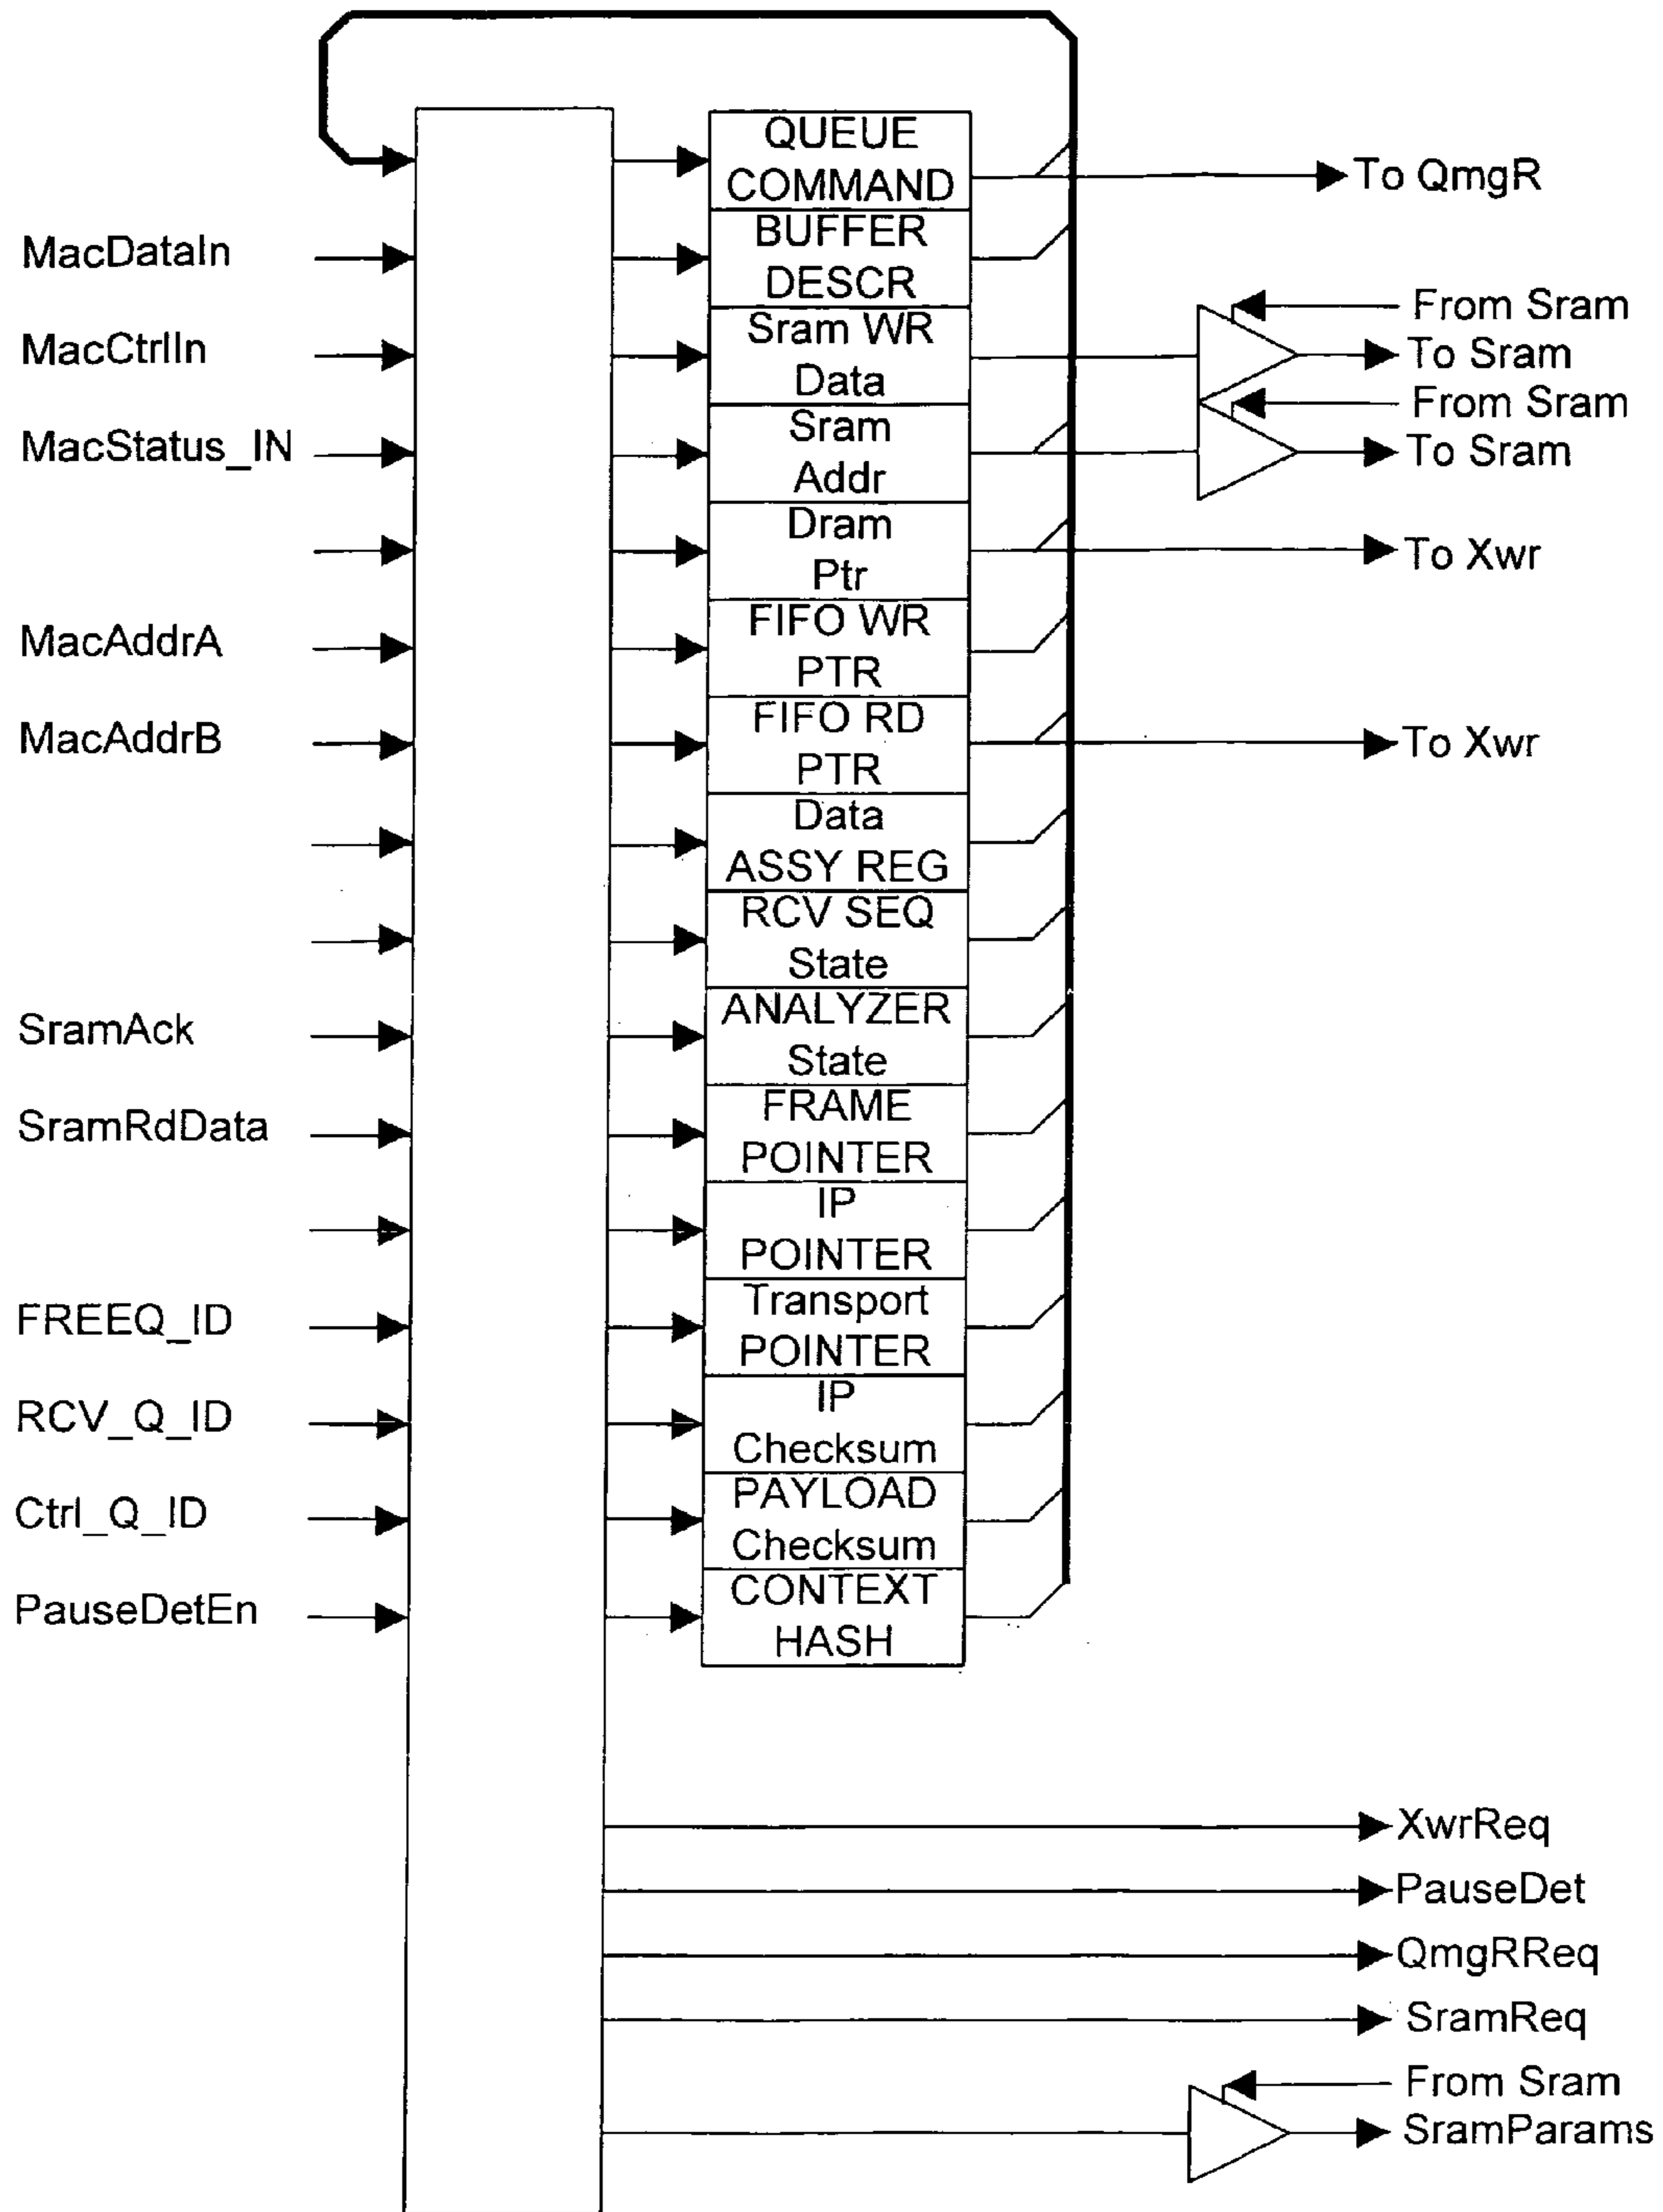 QUEUE
COMMAND
To QmgR
MacDataIn
BUFFER
DESCR
From Sram
MacCtrlIn
Sram WR
Data
To Sram
From Sram
MacStatus_IN
Sram
Addr
To Sram
Dram
Ptr
To Xwr
MacAddrA
FIFO WR
PTR
MacAddrB
FIFO RD
PTR
To Xwr
Data
ASSY REG
RCV SEQ
State
SramAck
ANALYZER
State
SramRdData
FRAME
POINTER
IP
POINTER
FREEQ_ID
Transport
POINTER
RCV_Q_ID
IP
Checksum
Ctrl_Q_ID
PAYLOAD
Checksum
PauseDetEn
CONTEXT
HASH
XwrReq
PauseDet
QmgRReq
SramReq
From Sram
SramParams